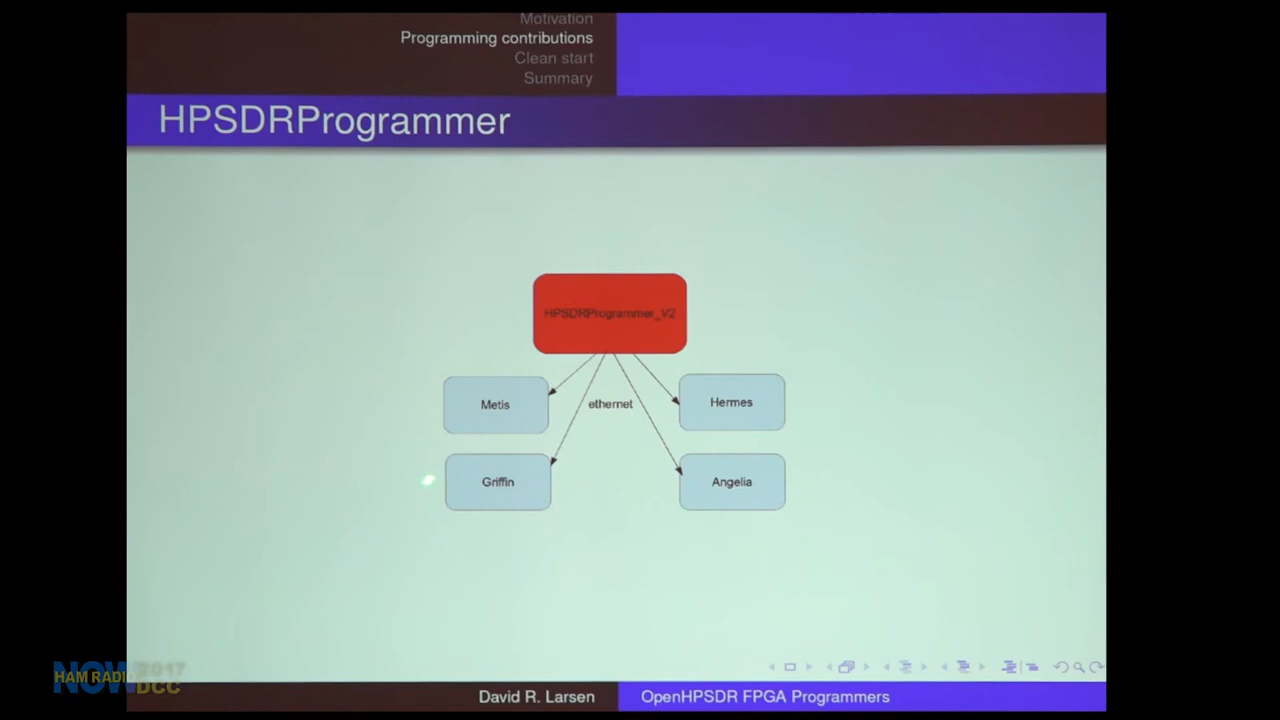 Motivation
Programming contributions
Clean start
Summary
HPSDRProgrammer
HPSDRProgrammer_V2
Metis
ethernet
Hermes
Griffin
Angelia
NOW 2017
HAM RADIO DCC
David R. Larsen
OpenHPSDR FPGA Programmers